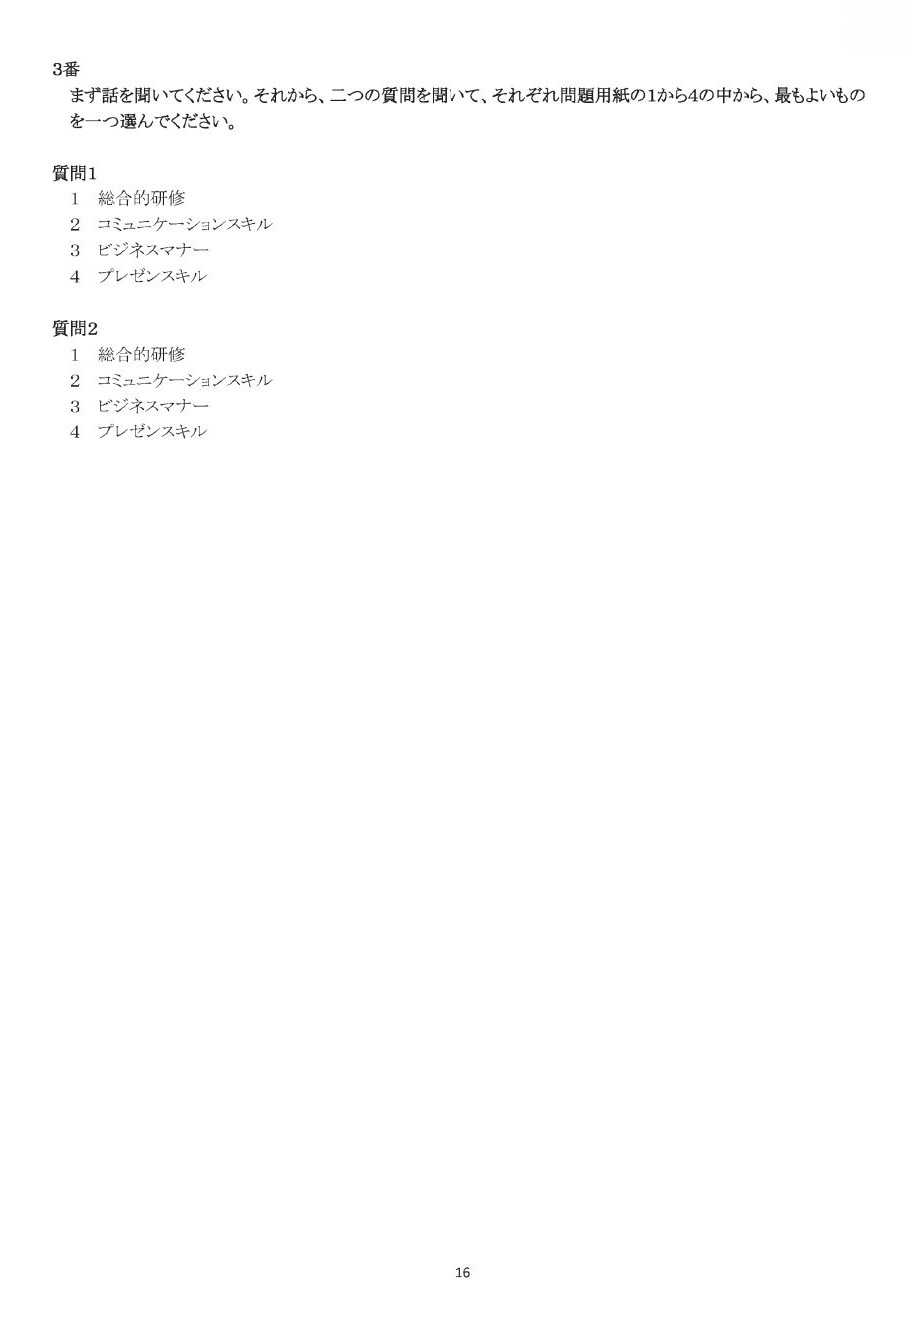 3番
まず話を聞いてください。それから、二つの質問を聞いて、それぞれ問題用紙の1から4の中から、最もよいもの
を一つ選んでください。
質問1
1 総合的研修
2 コミュニケーションスキル
3 ビジネスマナー
4 プレゼンスキル
質問2
1 総合的研修
2 コミュニケーションスキル
3 ビジネスマナー
4 プレゼンスキル
16